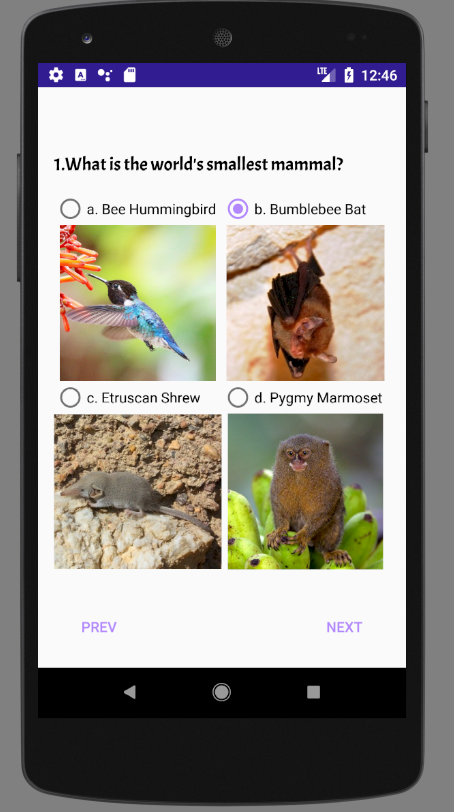 LTE 12:46
1.What is the world's smallest mammal?
a. Bee Hummingbird b. Bumblebee Bat
c. Etruscan Shrew d. Pygmy Marmoset
PREV NEXT